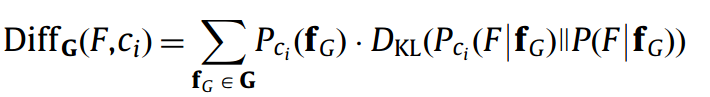 Diff_G(F,c_i) = ∑_{f_G ∈ G} P_{c_i}(f_G) · D_KL(P_{c_i}(F|f_G)||P(F|f_G))